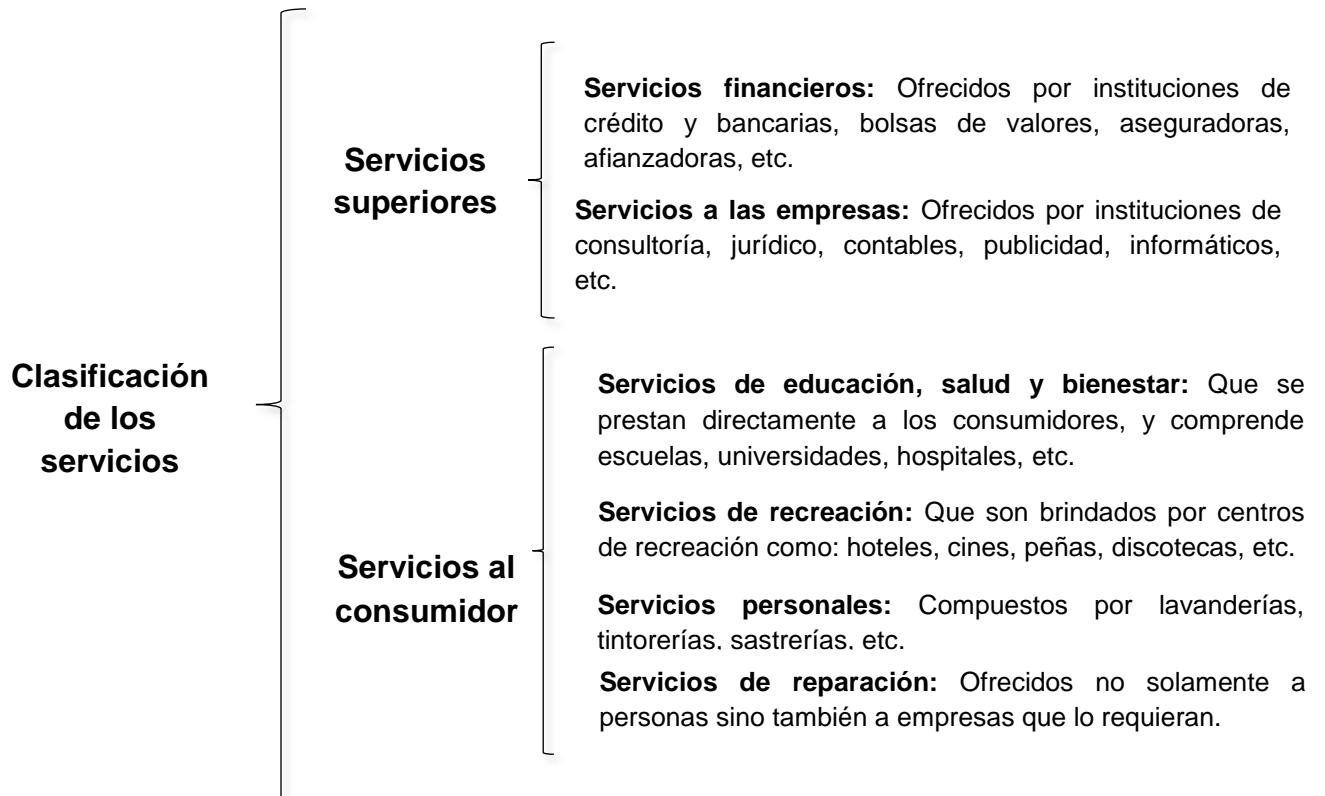 Clasificación
de los
servicios
Servicios
superiores
Servicios financieros: Ofrecidos por instituciones de
crédito y bancarias, bolsas de valores, aseguradoras,
afianzadoras, etc.
Servicios a las empresas: Ofrecidos por instituciones de
consultoría, jurídico, contables, publicidad, informáticos,
etc.
Servicios al
consumidor
Servicios de educación, salud y bienestar: Que se
prestan directamente a los consumidores, y comprende
escuelas, universidades, hospitales, etc.
Servicios de recreación: Que son brindados por centros
de recreación como: hoteles, cines, peñas, discotecas, etc.
Servicios personales: Compuestos por lavanderías,
tintorerías, sastrerías, etc.
Servicios de reparación: Ofrecidos no solamente a
personas sino también a empresas que lo requieran.